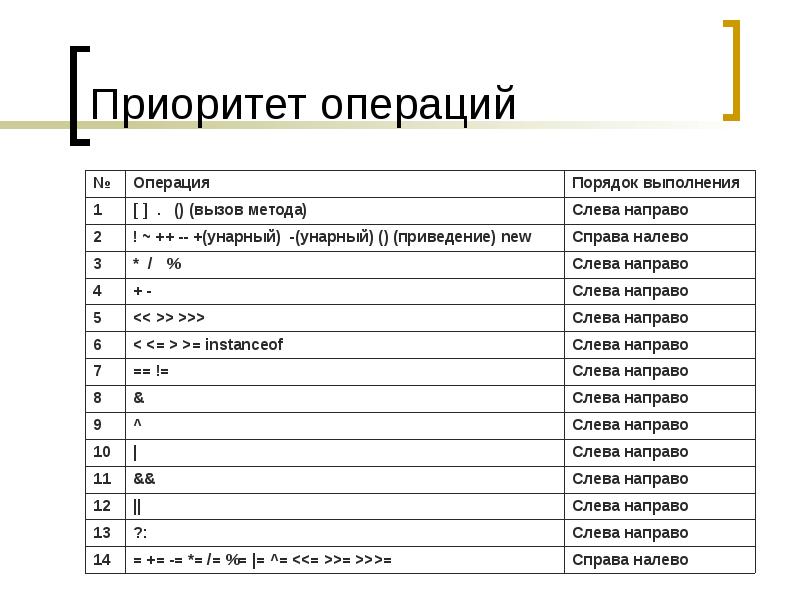 Приоритет операций
№ Операция Порядок выполнения
1 [ ] . () (вызов метода) Слева направо
2 ! ~ ++ -- +(унарный) -(унарный) () (приведение) new Справа налево
3 * / % Слева направо
4 + - Слева направо
5 << >> >>> Слева направо
6 < <= > >= instanceof Слева направо
7 == != Слева направо
8 & Слева направо
9 ^ Слева направо
10 | Слева направо
11 && Слева направо
12 || Слева направо
13 ?: Слева направо
14 = += -= *= /= %= |= ^= <<= >>= >>>= Справа налево